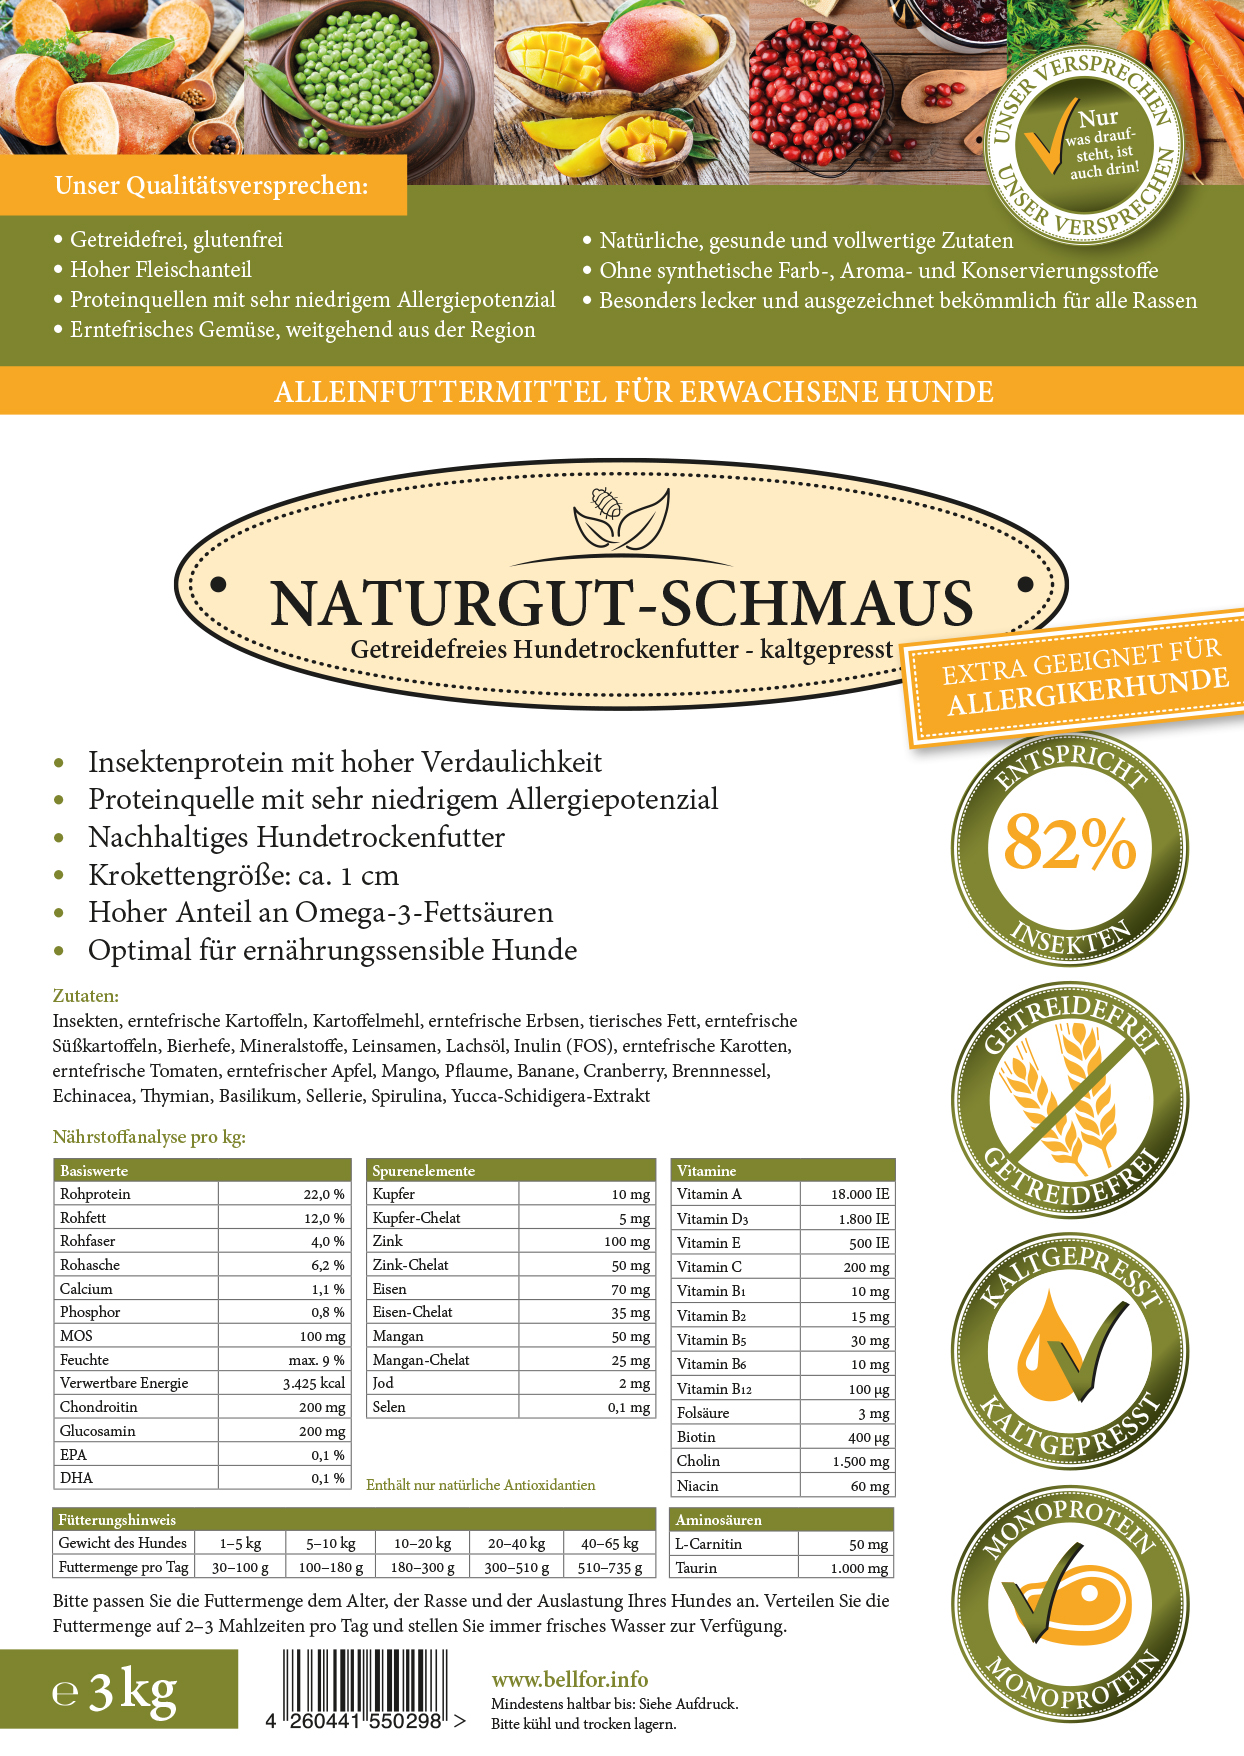 UNSER VERSPRECHEN
Nur
was drauf-
steht, ist
auch drin!
UNSER VERSPRECHEN
Unser Qualitätsversprechen:
• Getreidefrei, glutenfrei
• Hoher Fleischanteil
• Proteinquellen mit sehr niedrigem Allergiepotenzial
• Erntefrisches Gemüse, weitgehend aus der Region
• Natürliche, gesunde und vollwertige Zutaten
• Ohne synthetische Farb-, Aroma- und Konservierungsstoffe
• Besonders lecker und ausgezeichnet bekömmlich für alle Rassen
ALLEINFUTTERMITTEL FÜR ERWACHSENE HUNDE
• NATURGUT-SCHMAUS •
Getreidefreies Hundetrockenfutter - kaltgepresst
EXTRA GEEIGNET FÜR
ALLERGIKERHUNDE
• Insektenprotein mit hoher Verdaulichkeit
• Proteinquelle mit sehr niedrigem Allergiepotenzial
• Nachhaltiges Hundetrockenfutter
• Krokettengröße: ca. 1 cm
• Hoher Anteil an Omega-3-Fettsäuren
• Optimal für ernährungssensible Hunde
ENTSPRICHT
82%
INSEKTEN
GETREIDEFREI
GETREIDEFREI
KALTGEPRESST
KALTGEPRESST
MONOPROTEIN
MONOPROTEIN
Zutaten:
Insekten, erntefrische Kartoffeln, Kartoffelmehl, erntefrische Erbsen, tierisches Fett, erntefrische
Süßkartoffeln, Bierhefe, Mineralstoffe, Leinsamen, Lachsöl, Inulin (FOS), erntefrische Karotten,
erntefrische Tomaten, erntefrischer Apfel, Mango, Pflaume, Banane, Cranberry, Brennnessel,
Echinacea, Thymian, Basilikum, Sellerie, Spirulina, Yucca-Schidigera-Extrakt
Nährstoffanalyse pro kg:
Basiswerte
Rohprotein 22,0 %
Rohfett 12,0 %
Rohfaser 4,0 %
Rohasche 6,2 %
Calcium 1,1 %
Phosphor 0,8 %
MOS 100 mg
Feuchte max. 9 %
Verwertbare Energie 3.425 kcal
Chondroitin 200 mg
Glucosamin 200 mg
EPA 0,1 %
DHA 0,1 %
Spurenelemente
Kupfer 10 mg
Kupfer-Chelat 5 mg
Zink 100 mg
Zink-Chelat 50 mg
Eisen 70 mg
Eisen-Chelat 35 mg
Mangan 50 mg
Mangan-Chelat 25 mg
Jod 2 mg
Selen 0,1 mg
Enthält nur natürliche Antioxidantien
Vitamine
Vitamin A 18.000 IE
Vitamin D3 1.800 IE
Vitamin E 500 IE
Vitamin C 200 mg
Vitamin B1 10 mg
Vitamin B2 15 mg
Vitamin B5 30 mg
Vitamin B6 10 mg
Vitamin B12 100 µg
Folsäure 3 mg
Biotin 400 µg
Cholin 1.500 mg
Niacin 60 mg
Fütterungshinweis
Gewicht des Hundes 1–5 kg 5–10 kg 10–20 kg 20–40 kg 40–65 kg
Futtermenge pro Tag 30–100 g 100–180 g 180–300 g 300–510 g 510–735 g
Aminosäuren
L-Carnitin 50 mg
Taurin 1.000 mg
Bitte passen Sie die Futtermenge dem Alter, der Rasse und der Auslastung Ihres Hundes an. Verteilen Sie die
Futtermenge auf 2–3 Mahlzeiten pro Tag und stellen Sie immer frisches Wasser zur Verfügung.
℮ 3 kg
4 260441 550298 >
www.bellfor.info
Mindestens haltbar bis: Siehe Aufdruck.
Bitte kühl und trocken lagern.